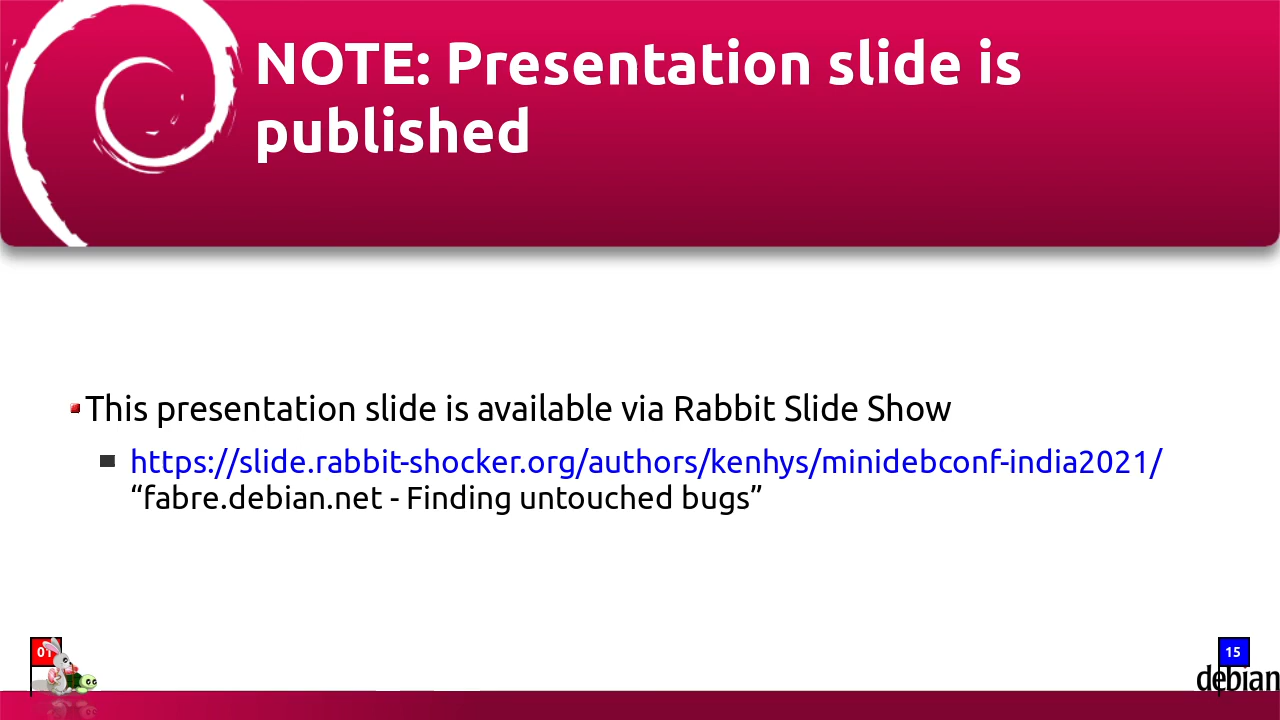 NOTE: Presentation slide is
published
This presentation slide is available via Rabbit Slide Show
https://slide.rabbit-shocker.org/authors/kenhys/minidebconf-india2021/
“fabre.debian.net - Finding untouched bugs”
01
15
debian